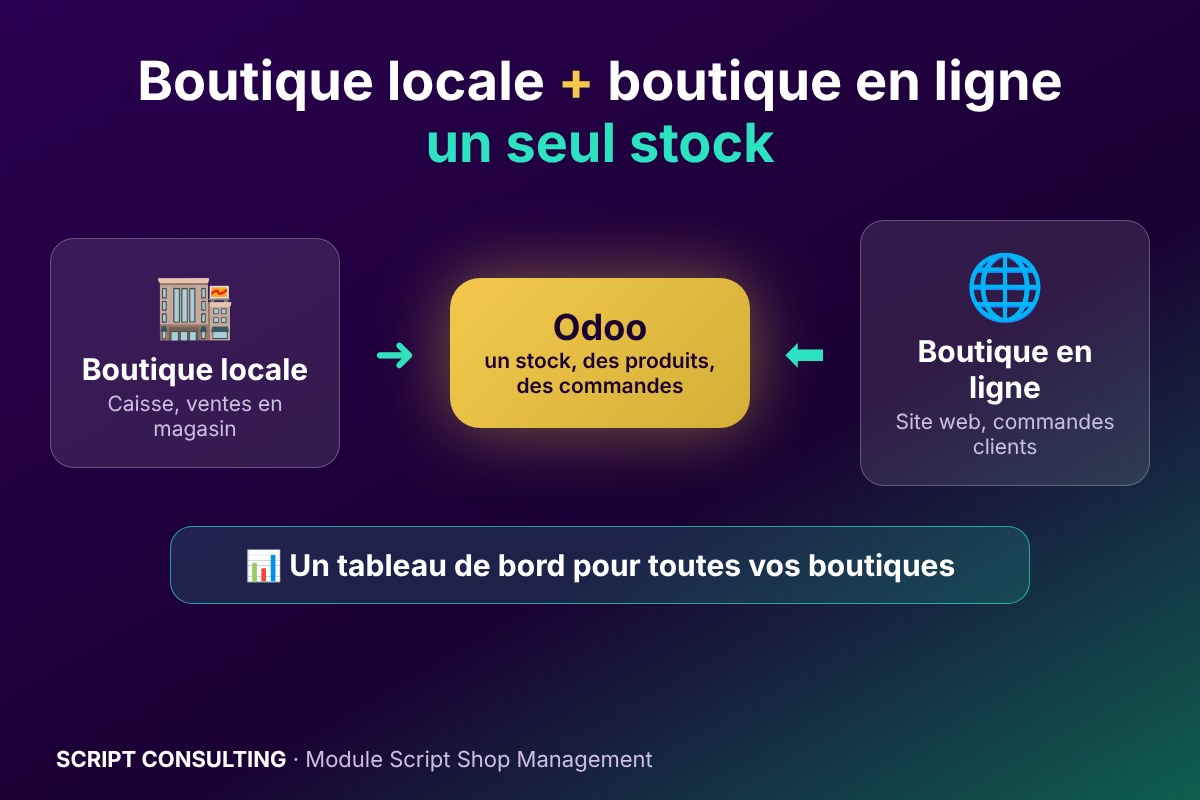 Boutique locale + boutique en ligne
un seul stock
Boutique locale
Caisse, ventes en
magasin
Odoo
un stock, des produits,
des commandes
Boutique en
ligne
Site web, commandes
clients
Un tableau de bord pour toutes vos boutiques
SCRIPT CONSULTING · Module Script Shop Management